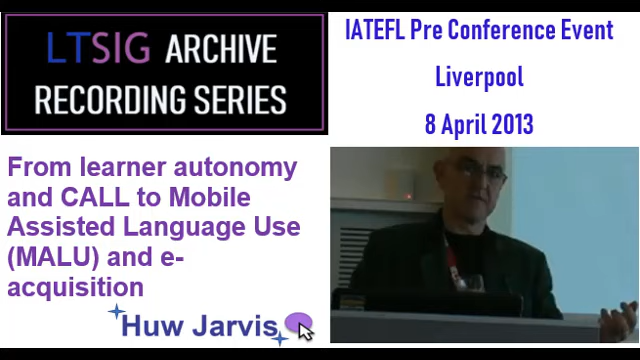 LTSIG ARCHIVE
RECORDING SERIES
IATEFL Pre Conference Event
Liverpool
8 April 2013
From learner autonomy
and CALL to Mobile
Assisted Language Use
(MALU) and e-
acquisition
Huw Jarvis